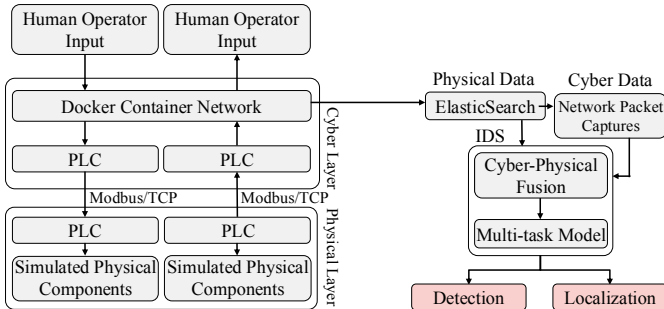 Human Operator
Input
Human Operator
Input
Docker Container Network
PLC
PLC
Cyber Layer
Modbus/TCP
Modbus/TCP
PLC
PLC
Simulated Physical
Components
Simulated Physical
Components
Physical Layer
Physical Data
Cyber Data
ElasticSearch
Network Packet
Captures
IDS
Cyber-Physical
Fusion
Multi-task Model
Detection
Localization